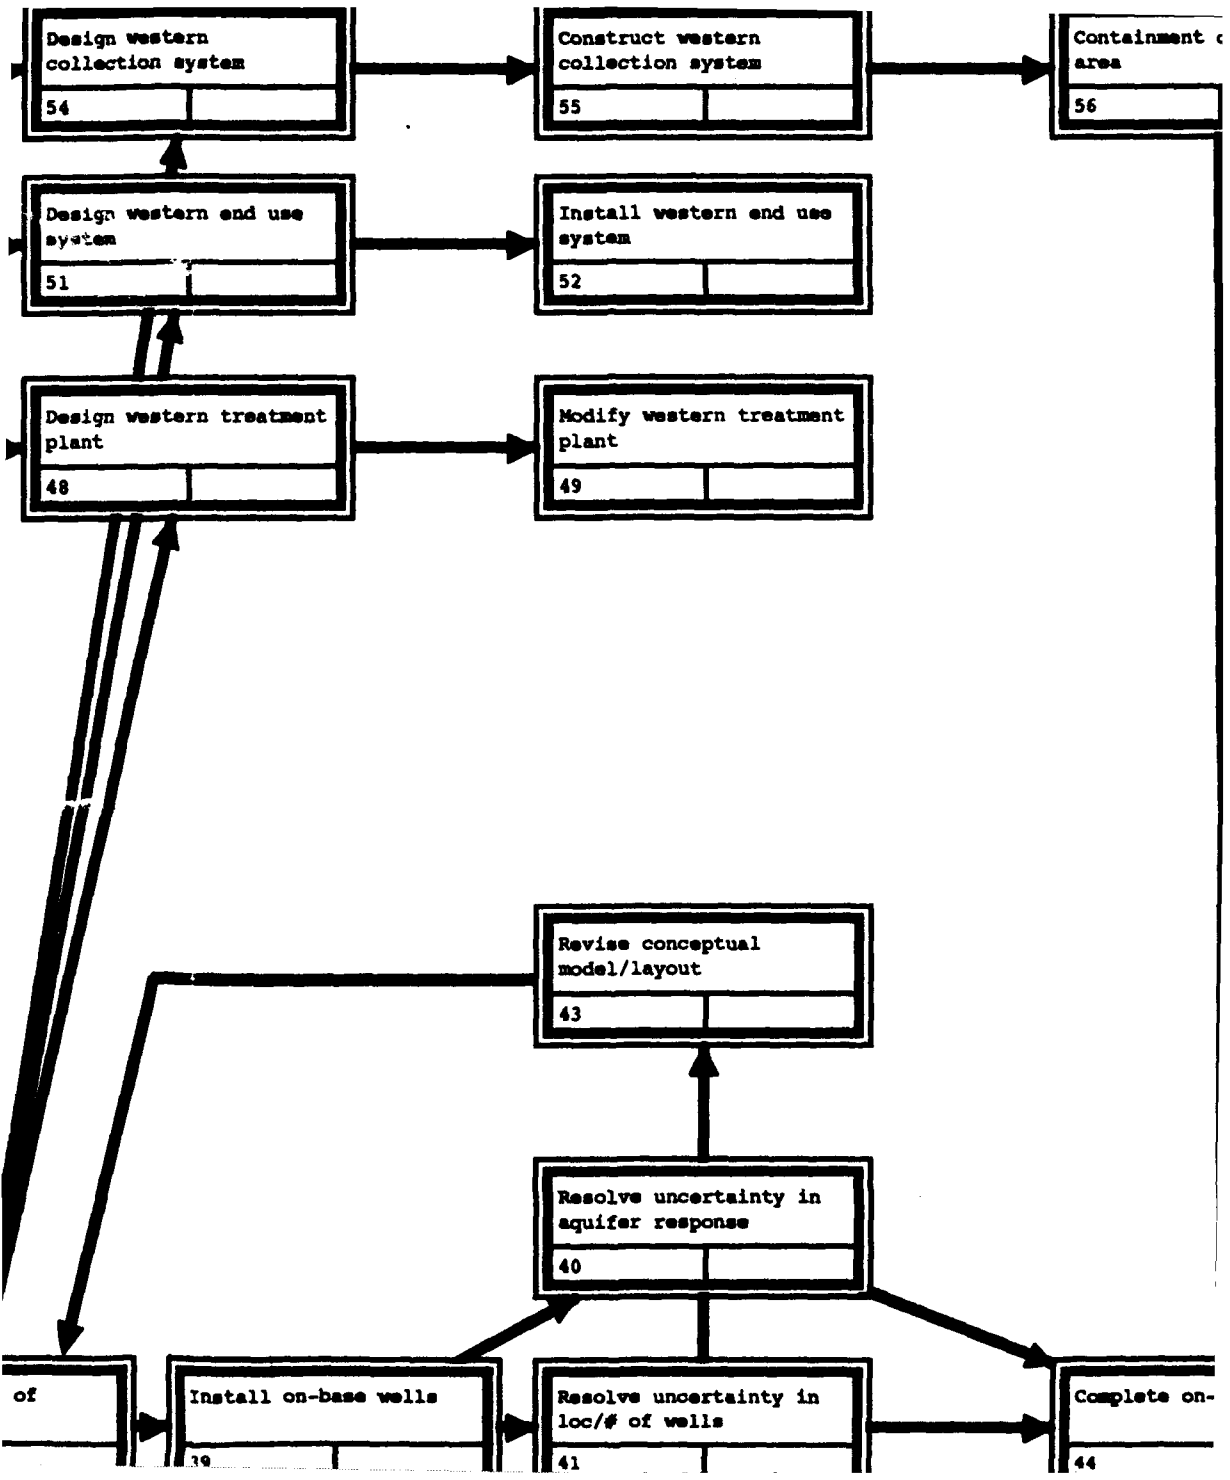 Design western
collection system
54
Construct western
collection system
55
Containment
area
56
Design western end use
system
51
Install western end use
system
52
Design western treatment
plant
48
Modify western treatment
plant
49
Revise conceptual
model/layout
43
Resolve uncertainty in
aquifer response
40
of
Install on-base wells
39
Resolve uncertainty in
loc/# of wells
41
Complete on-
44